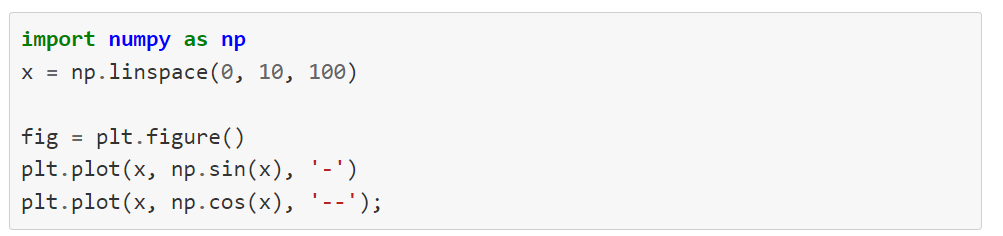 import numpy as np
x = np.linspace(0, 10, 100)
fig = plt.figure()
plt.plot(x, np.sin(x), '-')
plt.plot(x, np.cos(x), '--');